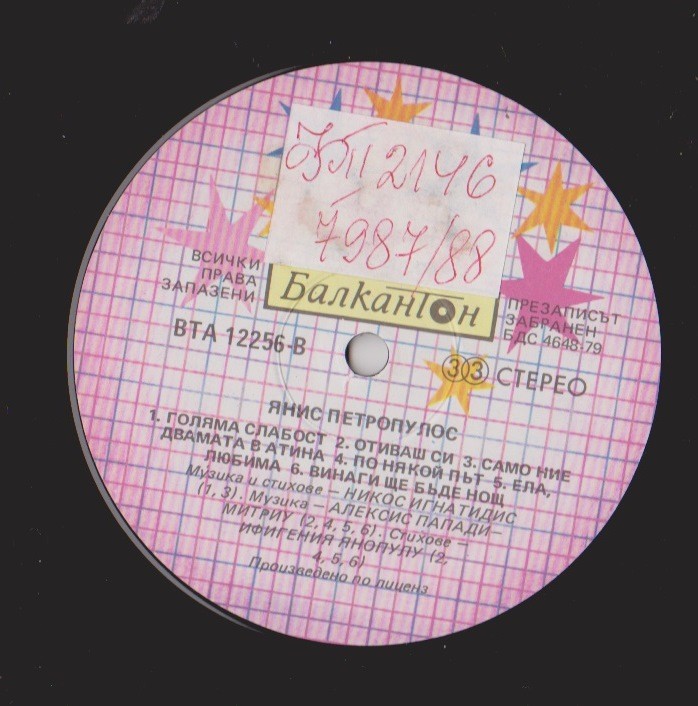 2146
7987/88
ВСИЧКИ
ПРАВА
ЗАПАЗЕНИ
Балкантон
ПРЕЗАПИСЪТ
ЗАБРАНЕН
БДС 4648-79
ВТА 12256-В
33 СТЕРЕО
ЯНИС ПЕТРОПУЛОС
1. ГОЛЯМА СЛАБОСТ 2. ОТИВАШ СИ 3. САМО НИЕ
ДВАМАТА В АТИНА 4. ПО НЯКОЙ ПЪТ 5. ЕЛА,
ЛЮБИМА 6. ВИНАГИ ЩЕ БЪДЕ НОЩ
Музика и стихове – НИКОС ИГНАТИДИС
(1, 3). Музика – АЛЕКСИС ПАПАДИ–
МИТРИУ (2, 4, 5, 6). Стихове –
ИФИГЕНИЯ ЯНОПУЛУ (2,
4, 5, 6)
Произведено по лиценз